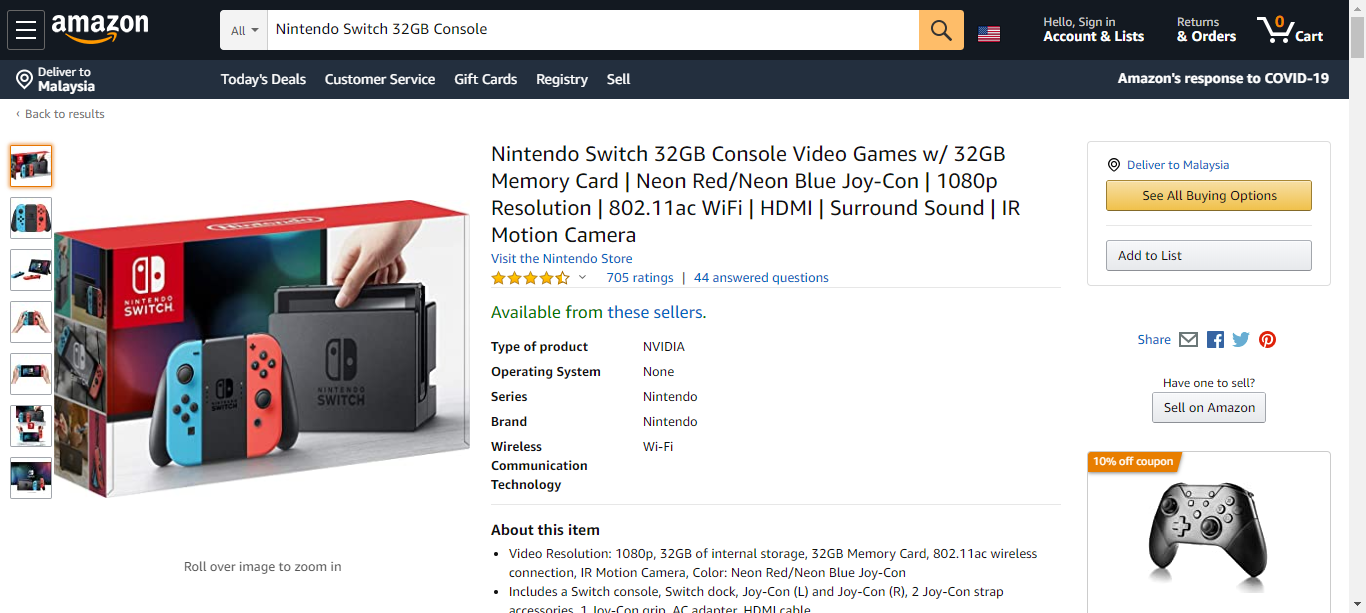 amazon
All
Nintendo Switch 32GB Console
Hello, Sign in
Account & Lists
Returns
& Orders
0
Cart
Deliver to
Malaysia
Today's Deals
Customer Service
Gift Cards
Registry
Sell
Amazon's response to COVID-19
‹ Back to results
Nintendo Switch 32GB Console Video Games w/ 32GB
Memory Card | Neon Red/Neon Blue Joy-Con | 1080p
Resolution | 802.11ac WiFi | HDMI | Surround Sound | IR
Motion Camera
Visit the Nintendo Store
705 ratings | 44 answered questions
Available from these sellers.
Type of product NVIDIA
Operating System None
Series Nintendo
Brand Nintendo
Wireless Wi-Fi
Communication
Technology
About this item
• Video Resolution: 1080p, 32GB of internal storage, 32GB Memory Card, 802.11ac wireless
connection, IR Motion Camera, Color: Neon Red/Neon Blue Joy-Con
• Includes a Switch console, Switch dock, Joy-Con (L) and Joy-Con (R), 2 Joy-Con strap
accessories, 1 Joy-Con grip, AC adapter, HDMI cable
Nintendo
NINTENDO
SWITCH
NINTENDO
SWITCH
NINTENDO
SWITCH
Roll over image to zoom in
Deliver to Malaysia
See All Buying Options
Add to List
Share
Have one to sell?
Sell on Amazon
10% off coupon